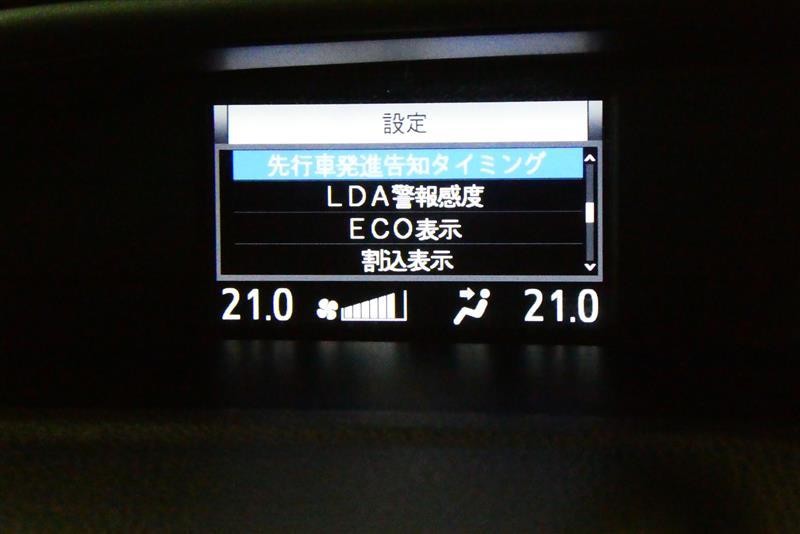 設定
先行車発進告知タイミング
LDA警報感度
ECO表示
割込表示
21.0 21.0